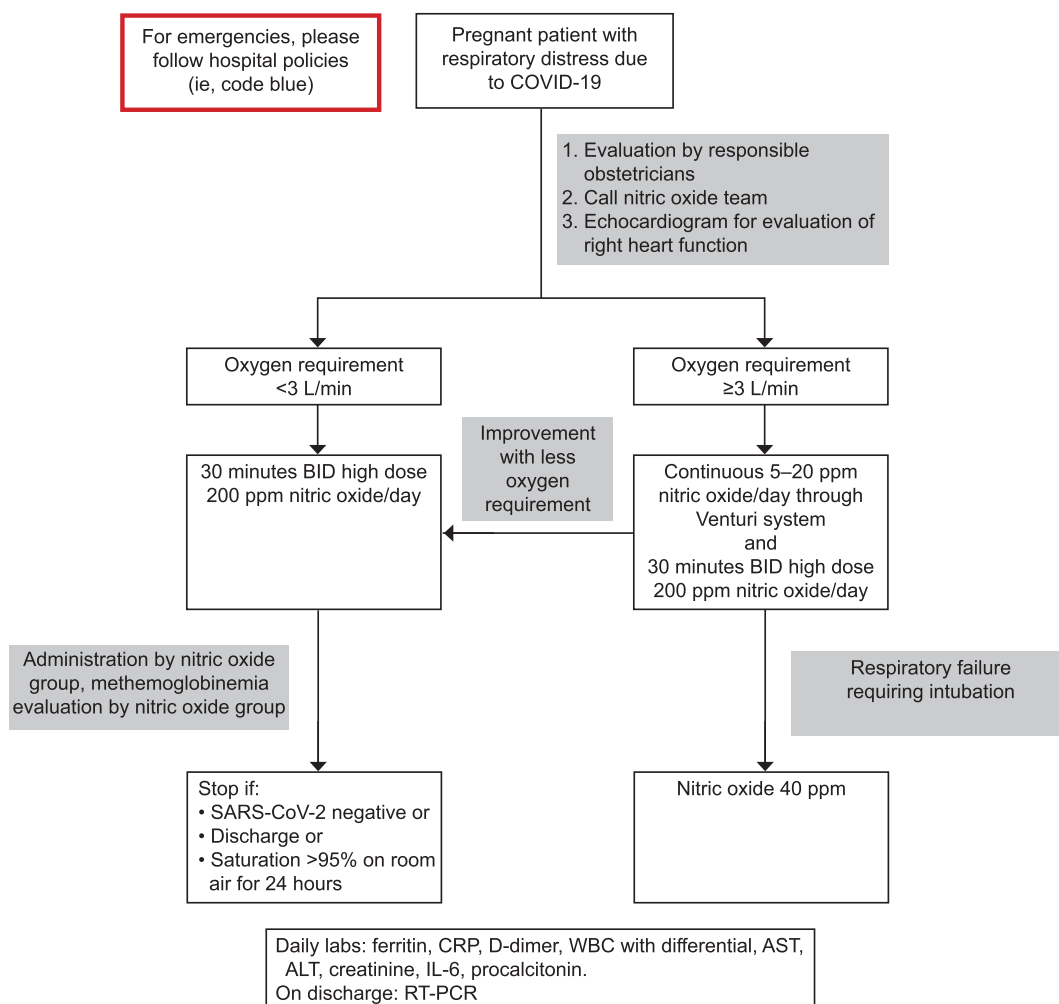 For emergencies, please
follow hospital policies
(ie, code blue)
Pregnant patient with
respiratory distress due
to COVID-19
1. Evaluation by responsible
obstetricians
2. Call nitric oxide team
3. Echocardiogram for evaluation of
right heart function
Oxygen requirement
<3 L/min
Oxygen requirement
≥3 L/min
30 minutes BID high dose
200 ppm nitric oxide/day
Improvement
with less
oxygen
requirement
Continuous 5–20 ppm
nitric oxide/day through
Venturi system
and
30 minutes BID high dose
200 ppm nitric oxide/day
Administration by nitric oxide
group, methemoglobinemia
evaluation by nitric oxide group
Respiratory failure
requiring intubation
Stop if:
• SARS-CoV-2 negative or
• Discharge or
• Saturation >95% on room
air for 24 hours
Nitric oxide 40 ppm
Daily labs: ferritin, CRP, D-dimer, WBC with differential, AST,
ALT, creatinine, IL-6, procalcitonin.
On discharge: RT-PCR